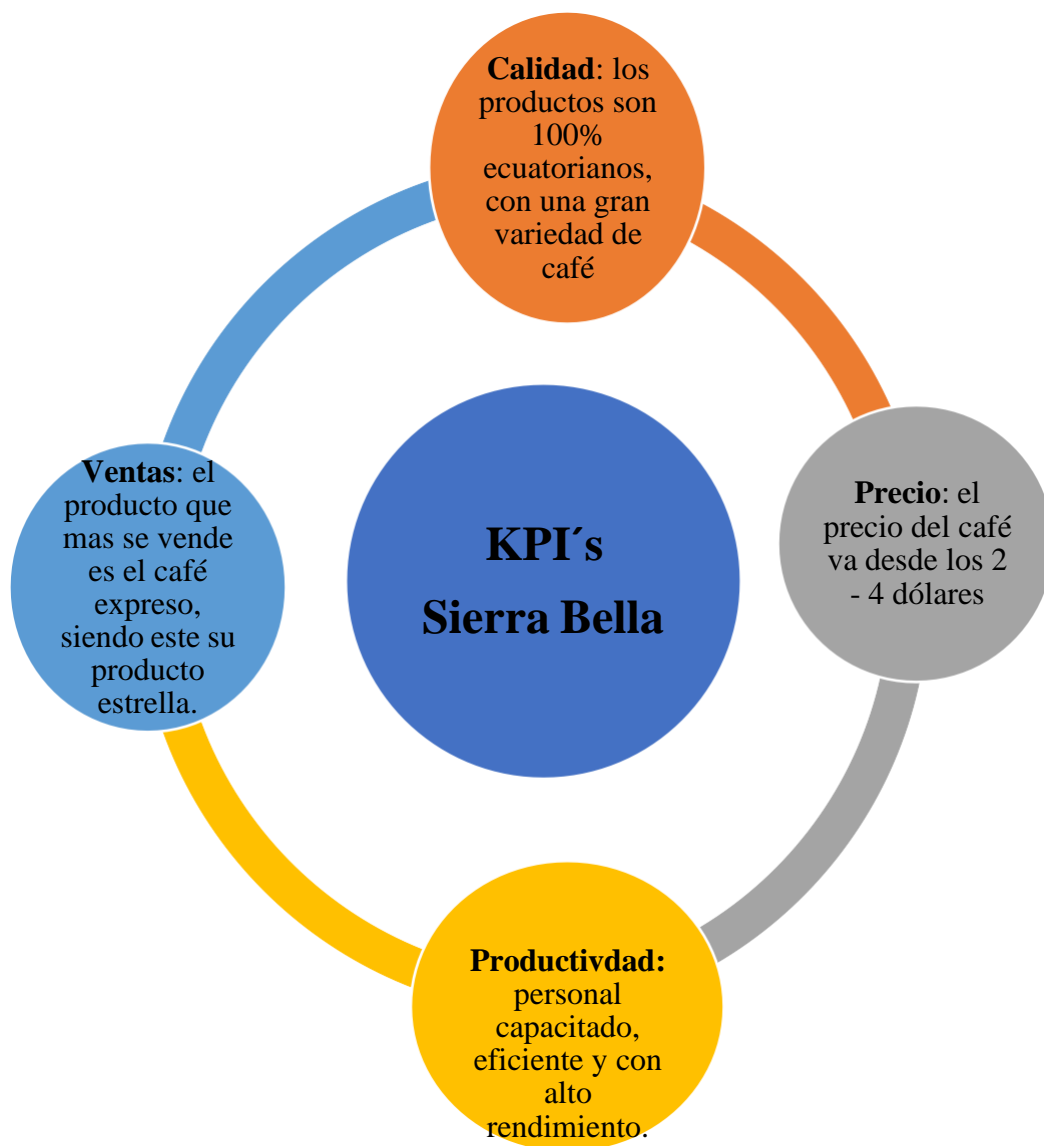 Calidad: los
productos son
100%
ecuatorianos,
con una gran
variedad de
café
Precio: el
precio del café
va desde los 2
- 4 dólares
Productivdad:
personal
capacitado,
eficiente y con
alto
rendimiento.
Ventas: el
producto que
mas se vende
es el café
expreso,
siendo este su
producto
estrella.
KPI´s
Sierra Bella